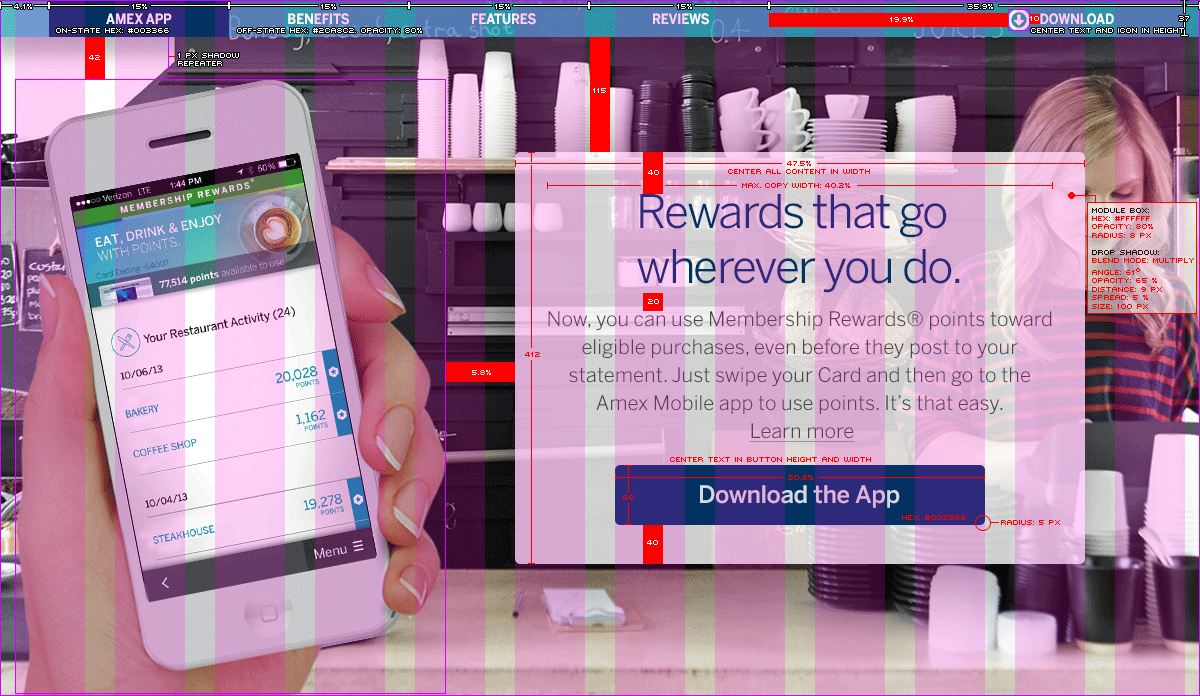 4.1%
15%
15%
15%
15%
35.9%
AMEX APP
BENEFITS
FEATURES
REVIEWS
19.9%
10
DOWNLOAD
37
ON-STATE HEX: #003366
OFF-STATE HEX: #2CA8C2, OPACITY: 80%
CENTER TEXT AND ICON IN HEIGHT
42
1 PX SHADOW
REPEATER
115
0.4
JUICES
Verizon LTE
1:44 PM
50%
MEMBERSHIP REWARDS®
EAT, DRINK & ENJOY
WITH POINTS.
Card Ending -64007
77,514 points available to use
Your Restaurant Activity (24)
10/06/13
20,028
POINTS
BAKERY
1,162
POINTS
COFFEE SHOP
10/04/13
19,278
POINTS
STEAKHOUSE
Menu
47.5%
40
CENTER ALL CONTENT IN WIDTH
MAX. COPY WIDTH: 40.2%
Rewards that go
wherever you do.
20
Now, you can use Membership Rewards® points toward
eligible purchases, even before they post to your
statement. Just swipe your Card and then go to the
Amex Mobile app to use points. It's that easy.
Learn more
412
5.8%
CENTER TEXT IN BUTTON HEIGHT AND WIDTH
30.8%
60
Download the App
HEX: #003366
RADIUS: 5 PX
40
MODULE BOX:
HEX: #FFFFFF
OPACITY: 80%
RADIUS: 8 PX
DROP SHADOW:
BLEND MODE: MULTIPLY
ANGLE: 61°
OPACITY: 65 %
DISTANCE: 9 PX
SPREAD: 5 %
SIZE: 100 PX